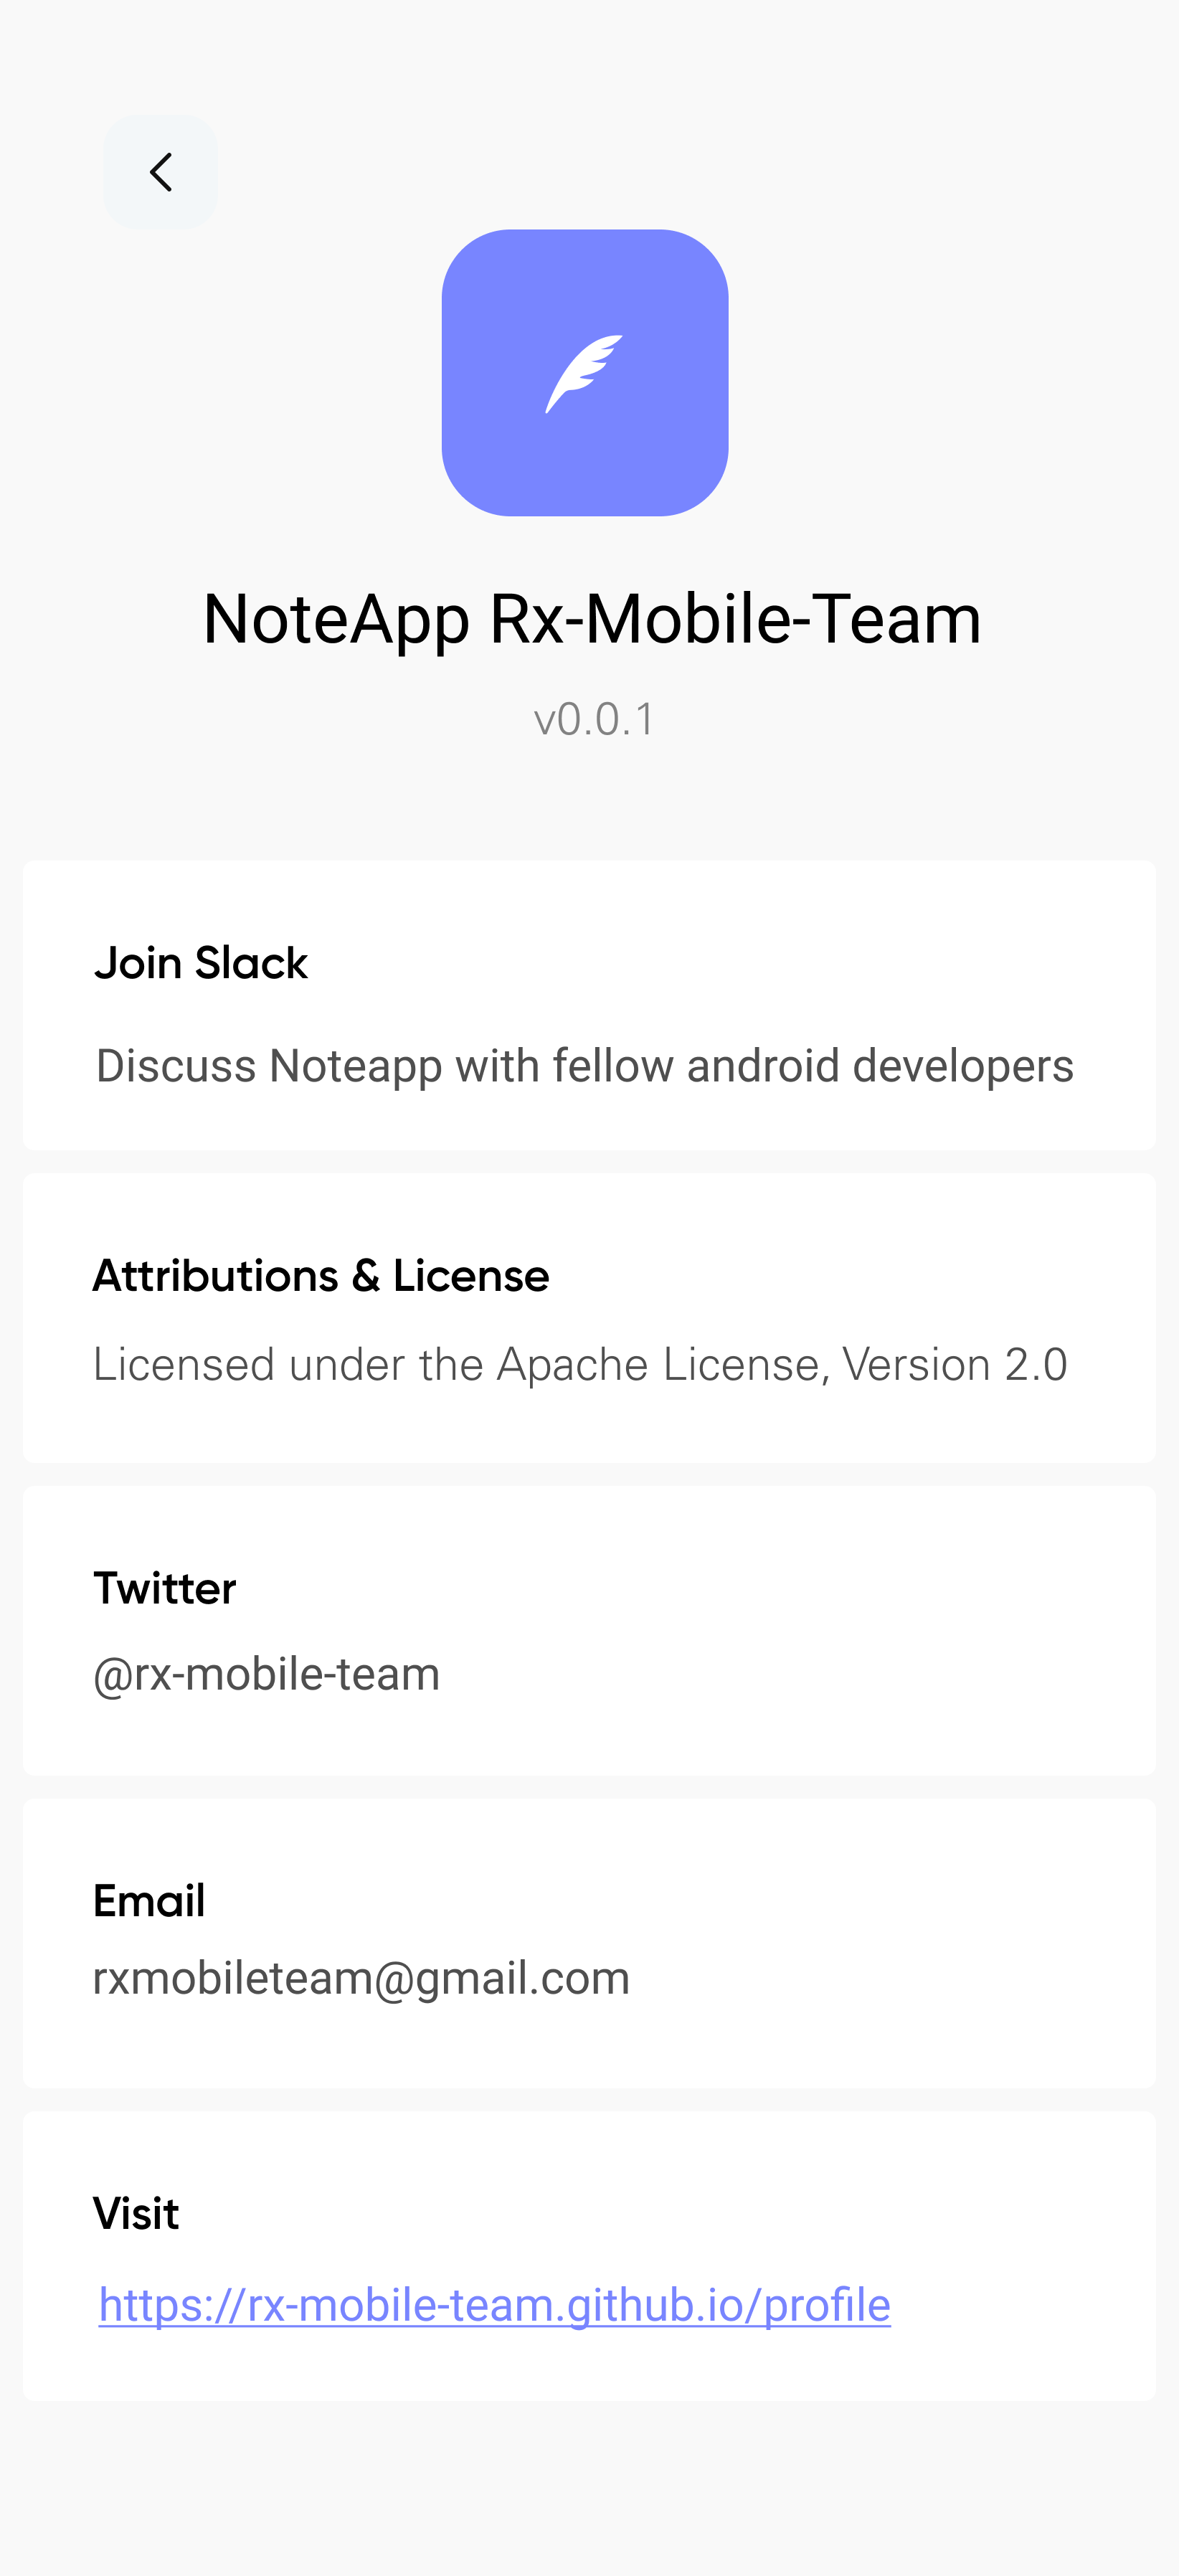 NoteApp Rx-Mobile-Team
v0.0.1
Join Slack
Discuss Noteapp with fellow android developers
Attributions & License
Licensed under the Apache License, Version 2.0
Twitter
@rx-mobile-team
Email
rxmobileteam@gmail.com
Visit
https://rx-mobile-team.github.io/profile